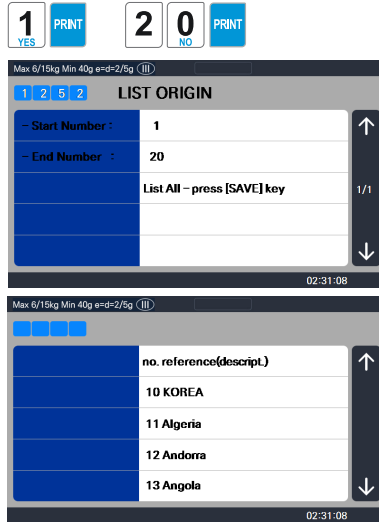 1 YES PRINT 2 0 NO PRINT
Max 6/15kg Min 40g e=d=2/5g (III)
1 2 5 2 LIST ORIGIN
- Start Number : 1
- End Number : 20
List All - press [SAVE] key
1/1
02:31:08
Max 6/15kg Min 40g e=d=2/5g (III)
no. reference(descript.)
10 KOREA
11 Algeria
12 Andorra
13 Angola
02:31:08